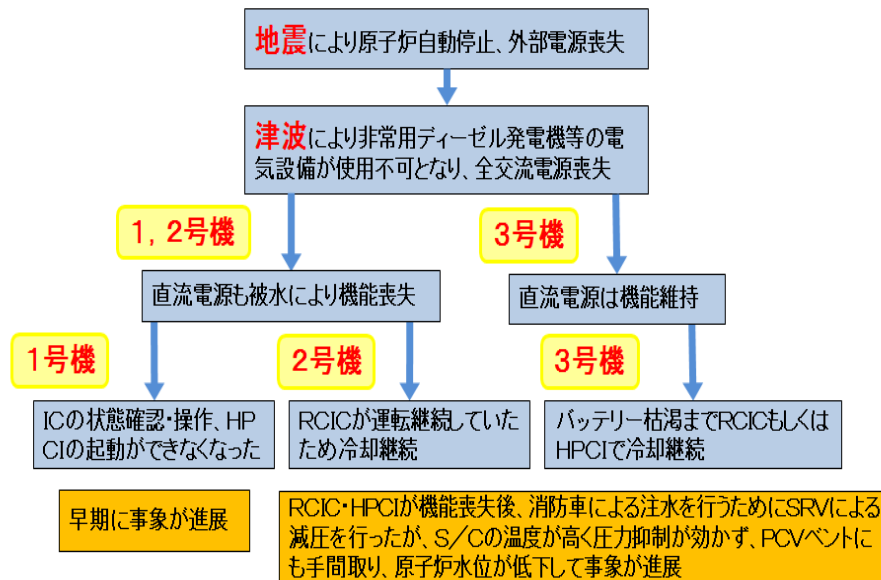 地震により原子炉自動停止、外部電源喪失
津波により非常用ディーゼル発電機等の電
気設備が使用不可となり、全交流電源喪失
1，2号機
3号機
直流電源も被水により機能喪失
直流電源は機能維持
1号機
2号機
3号機
ICの状態確認・操作、HP
CIの起動ができなくなった
RCICが運転継続していた
ため冷却継続
バッテリー枯渇までRCICもしくは
HPCIで冷却継続
早期に事象が進展
RCIC・HPCIが機能喪失後、消防車による注水を行うためにSRVによる
減圧を行ったが、S／Cの温度が高く圧力抑制が効かず、PCVベントに
も手間取り、原子炉水位が低下して事象が進展